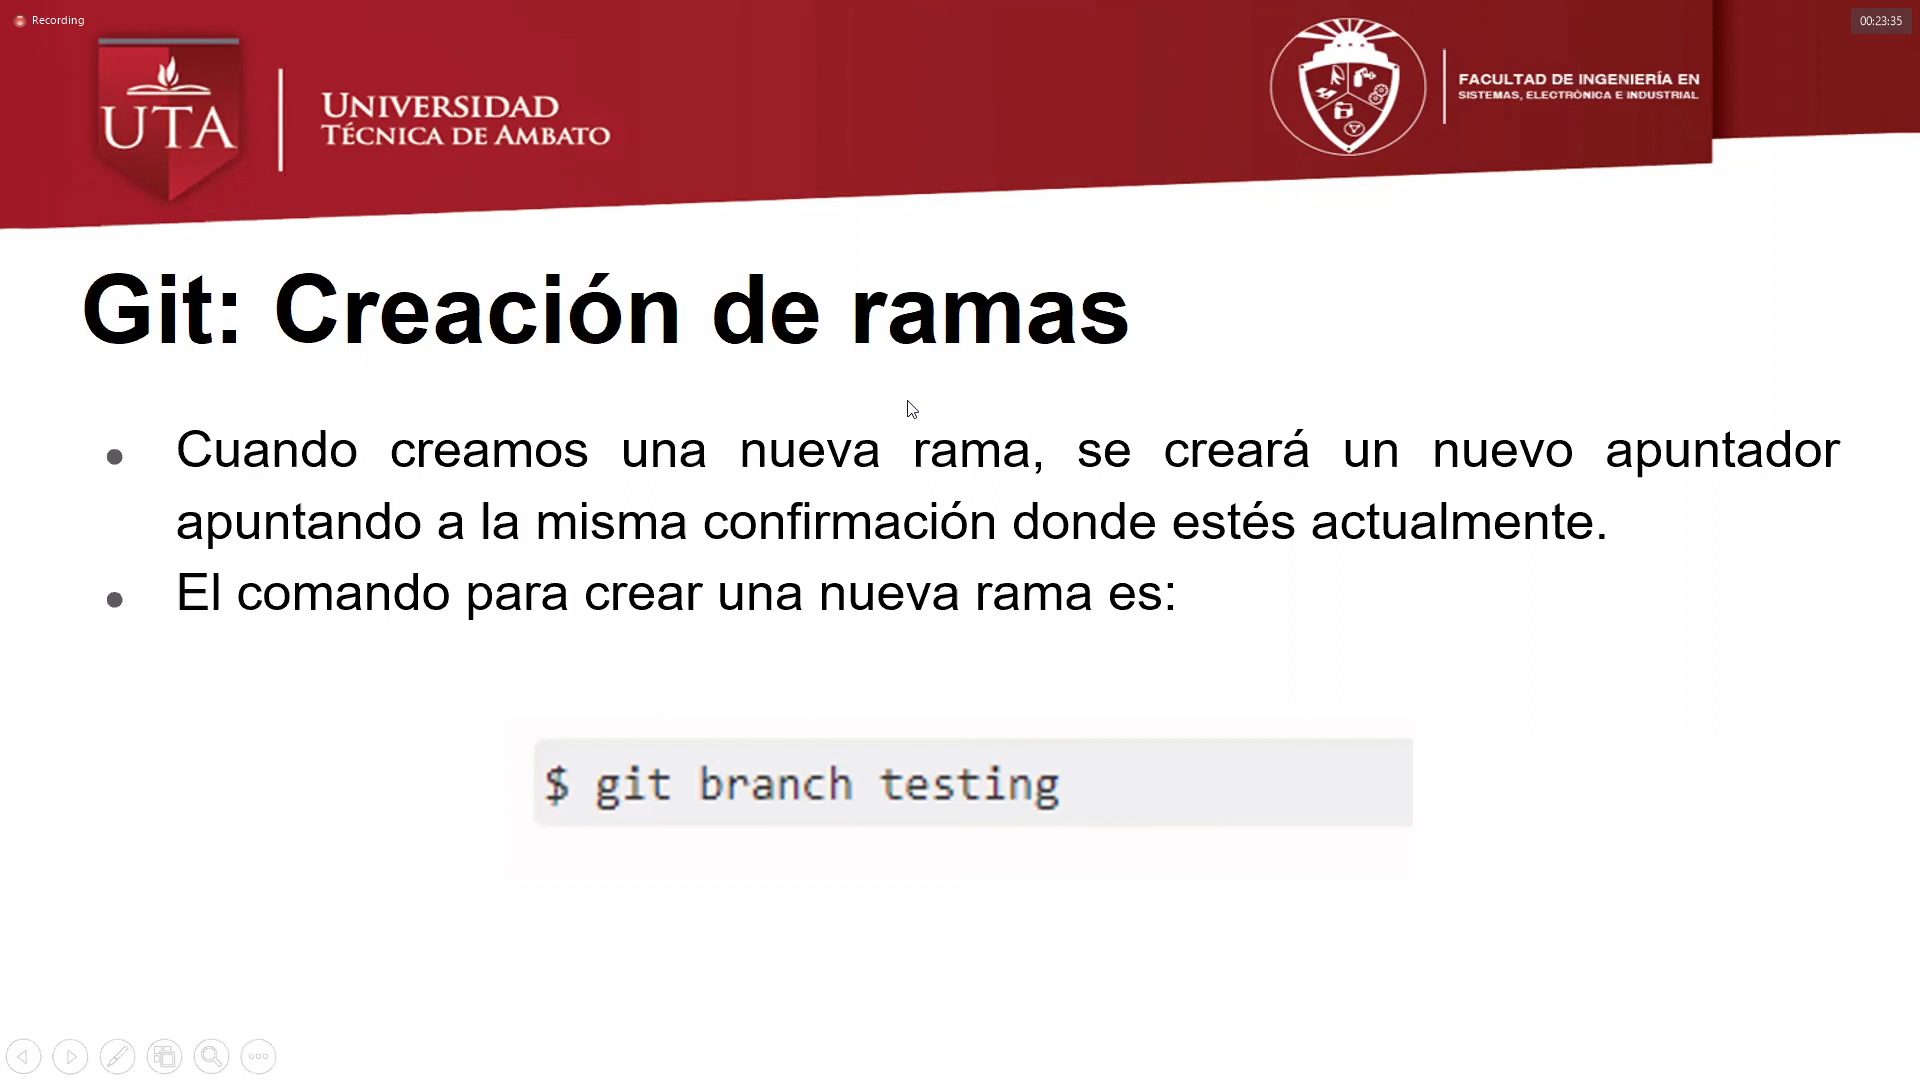 Recording
00:23:35
UTA
UNIVERSIDAD
TÉCNICA DE AMBATO
FACULTAD DE INGENIERÍA EN
SISTEMAS, ELECTRÓNICA E INDUSTRIAL
Git: Creación de ramas
● Cuando creamos una nueva rama, se creará un nuevo apuntador
apuntando a la misma confirmación donde estés actualmente.
● El comando para crear una nueva rama es:
$ git branch testing